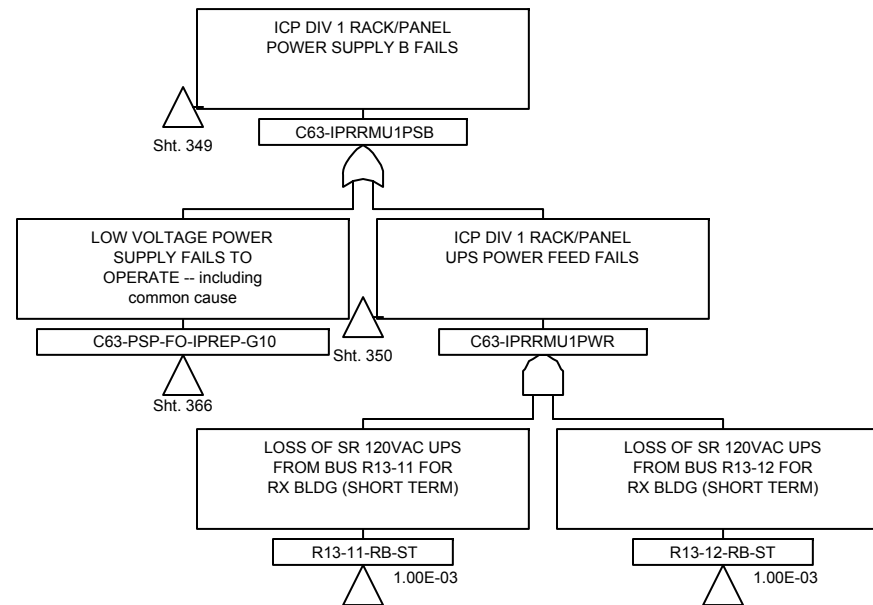 ICP DIV 1 RACK/PANEL
POWER SUPPLY B FAILS
Sht. 349
C63-IPRRMU1PSB
LOW VOLTAGE POWER
SUPPLY FAILS TO
OPERATE -- including
common cause
ICP DIV 1 RACK/PANEL
UPS POWER FEED FAILS
C63-PSP-FO-IPREP-G10
Sht. 350
C63-IPRRMU1PWR
Sht. 366
LOSS OF SR 120VAC UPS
FROM BUS R13-11 FOR
RX BLDG (SHORT TERM)
LOSS OF SR 120VAC UPS
FROM BUS R13-12 FOR
RX BLDG (SHORT TERM)
R13-11-RB-ST
1.00E-03
R13-12-RB-ST
1.00E-03